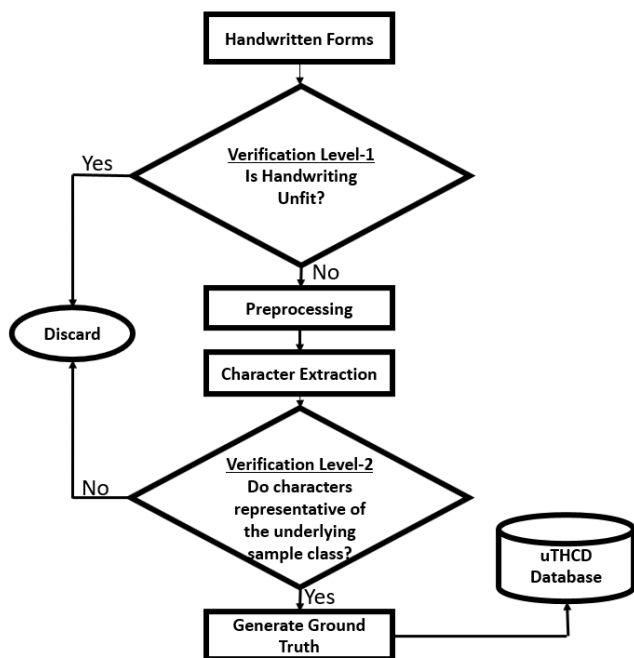 Handwritten Forms
Verification Level-1
Is Handwriting
Unfit?
Yes
No
Preprocessing
Discard
Character Extraction
Verification Level-2
Do characters
representative of
the underlying
sample class?
No
Yes
uTHCD
Database
Generate Ground
Truth